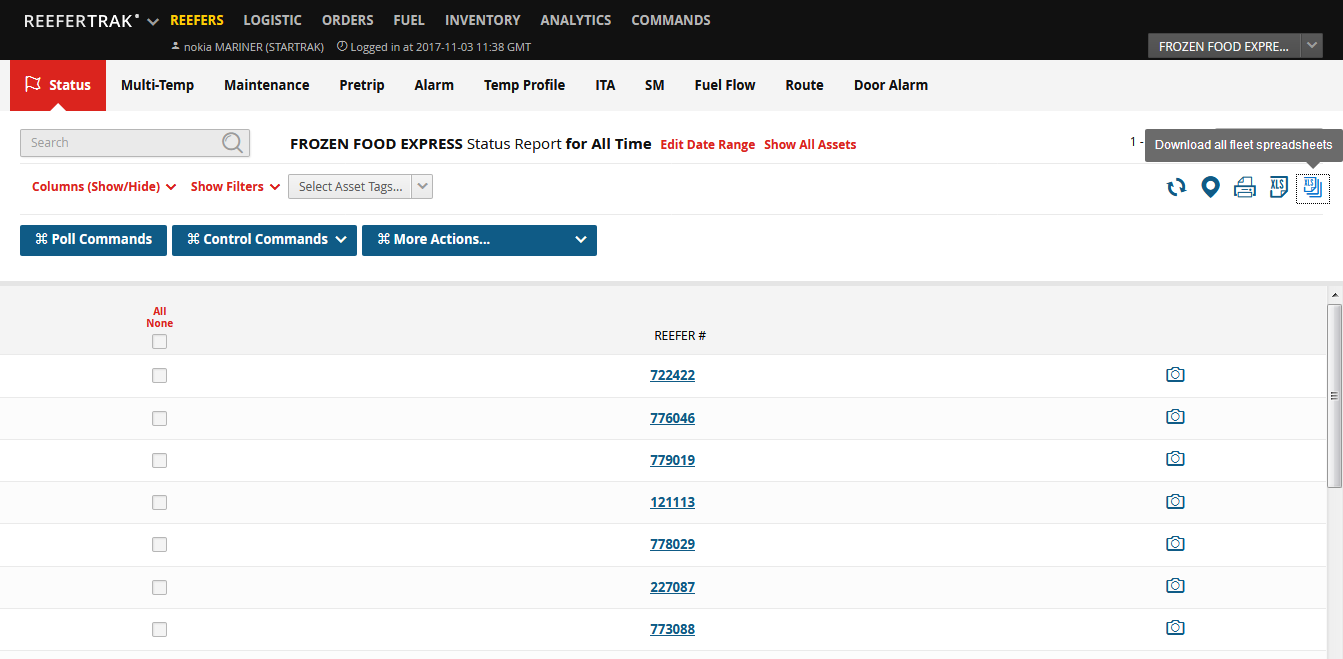 REEFERTRAK REEFERS LOGISTIC ORDERS FUEL INVENTORY ANALYTICS COMMANDS
nokia MARINER (STARTRAK) Logged in at 2017-11-03 11:38 GMT
FROZEN FOOD EXPRE...
Status Multi-Temp Maintenance Pretrip Alarm Temp Profile ITA SM Fuel Flow Route Door Alarm
Search
FROZEN FOOD EXPRESS Status Report for All Time Edit Date Range Show All Assets
1 -
Download all fleet spreadsheets
Columns (Show/Hide) Show Filters Select Asset Tags...
XLS XLS
⌘ Poll Commands ⌘ Control Commands ⌘ More Actions...
All
None
REEFER #
722422
776046
779019
121113
778029
227087
773088